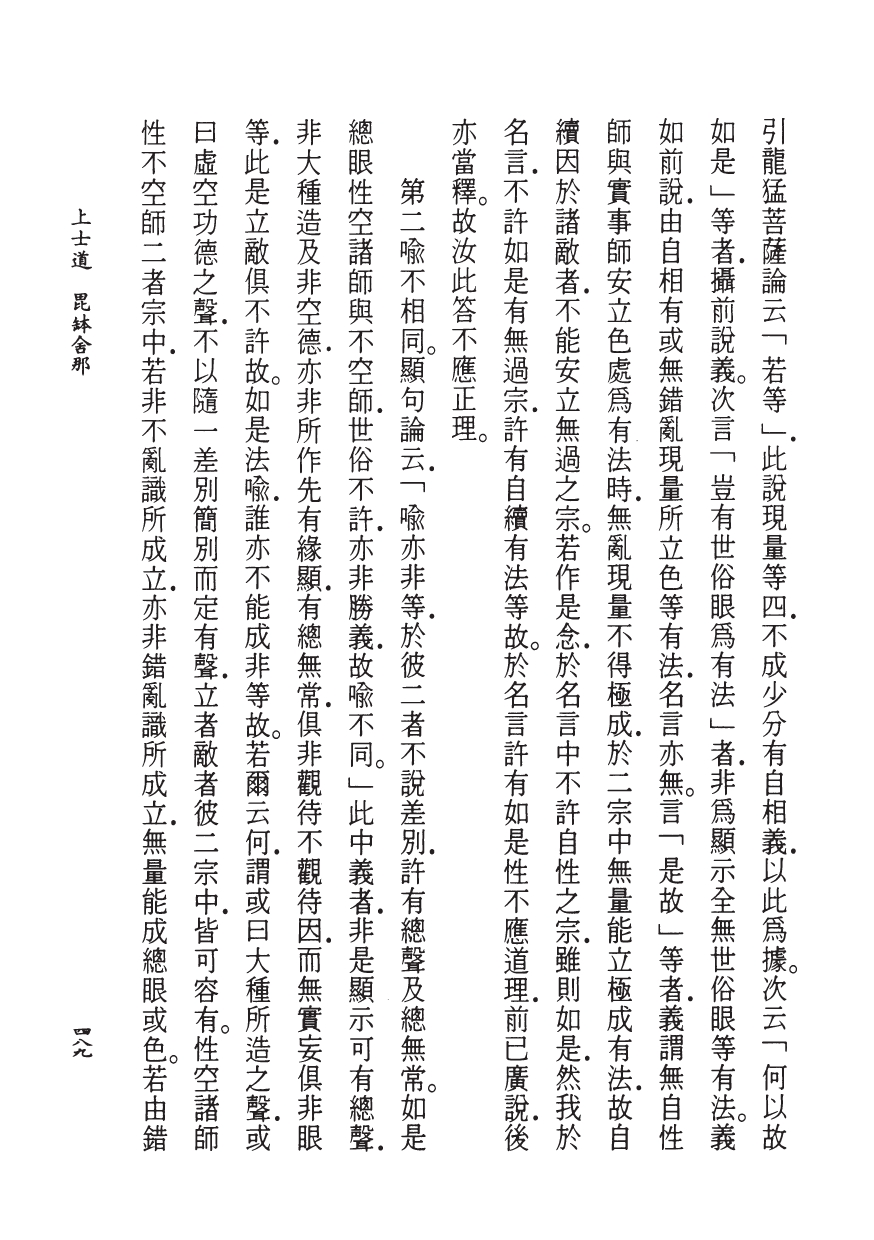 引龍猛菩薩論云「若等」.此說現量等四.不成少分有自相義.以此爲據。次云「何以故
如是」等者.攝前說義。次言「豈有世俗眼爲有法」者.非爲顯示全無世俗眼等有法。義
如前說.由自相有或無錯亂現量所立色等有法.名言亦無。言「是故」等者.義謂無自性
師與實事師安立色處爲有法時.無亂現量不得極成.於二宗中無量能立極成有法.故自
續因於諸敵者.不能安立無過之宗。若作是念.於名言中不許自性之宗.雖則如是.然我於
名言.不許如是有無過宗.許有自續有法等故。於名言許有如是性不應道理.前已廣說.後
亦當釋。故汝此答不應正理。
第二喩不相同。顯句論云.「喩亦非等.於彼二者不說差別.許有總聲及總無常。如是
總眼性空諸師與不空師.世俗不許.亦非勝義.故喩不同。」此中義者.非是顯示可有總聲.
非大種造及非空德.亦非所作先有緣顯.有總無常.俱非觀待不觀待因.而無實妄俱非眼
等.此是立敵俱不許故。如是法喩.誰亦不能成非等故。若爾云何.謂或曰大種所造之聲.或
曰虛空功德之聲.不以隨一差別簡別而定有聲.立者敵者彼二宗中.皆可容有。性空諸師
性不空師二者宗中.若非不亂識所成立.亦非錯亂識所成立.無量能成總眼或色。若由錯
上士道 毘鉢舍那
四八九